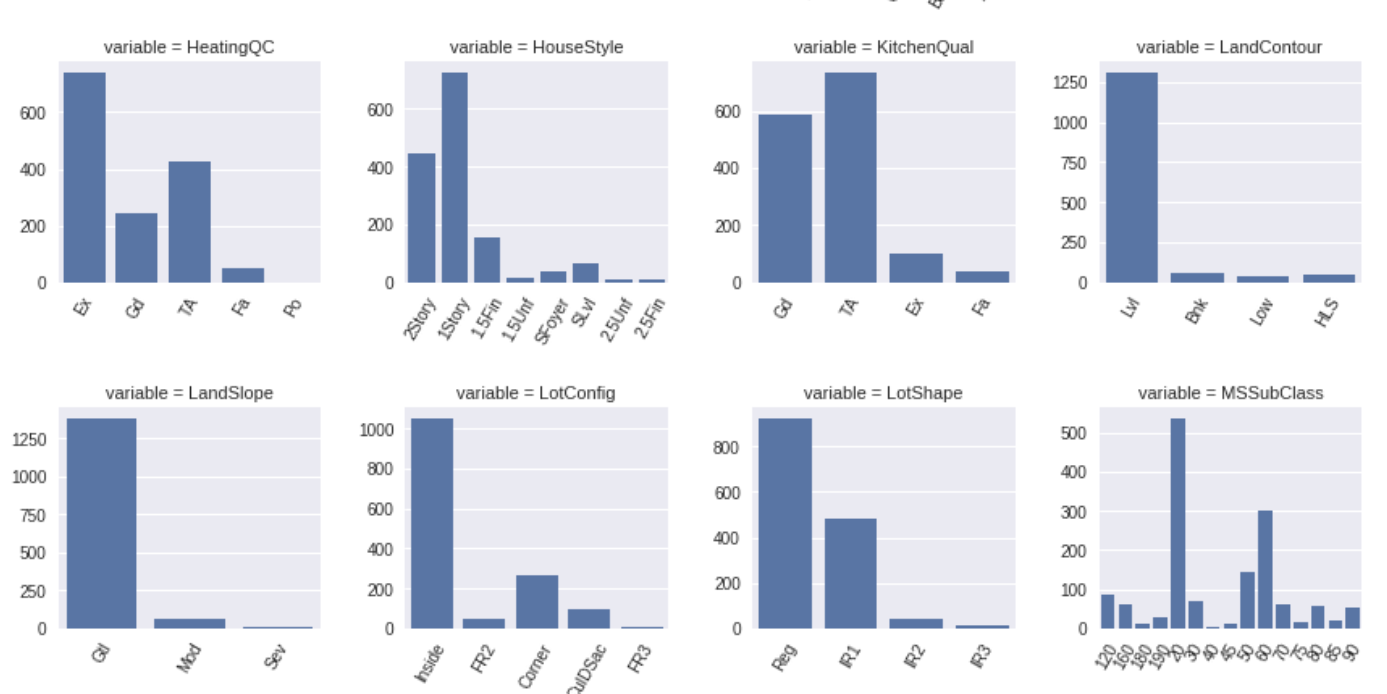 variable = HeatingQC
600
400
200
0
Ex
Gd
TA
Fa
Po
variable = HouseStyle
600
400
200
0
2Story
1Story
1.5Fin
1.5Unf
SFoyer
SLvl
2.5Unf
2.5Fin
variable = KitchenQual
600
400
200
0
Gd
TA
Ex
Fa
variable = LandContour
1250
1000
750
500
250
0
Lvl
Bnk
Low
HLS
variable = LandSlope
1250
1000
750
500
250
0
Gtl
Mod
Sev
variable = LotConfig
1000
800
600
400
200
0
Inside
FR2
Corner
CulDSac
FR3
variable = LotShape
800
600
400
200
0
Reg
IR1
IR2
IR3
variable = MSSubClass
500
400
300
200
100
0
120
160
180
190
20
30
40
45
50
60
70
75
80
85
90